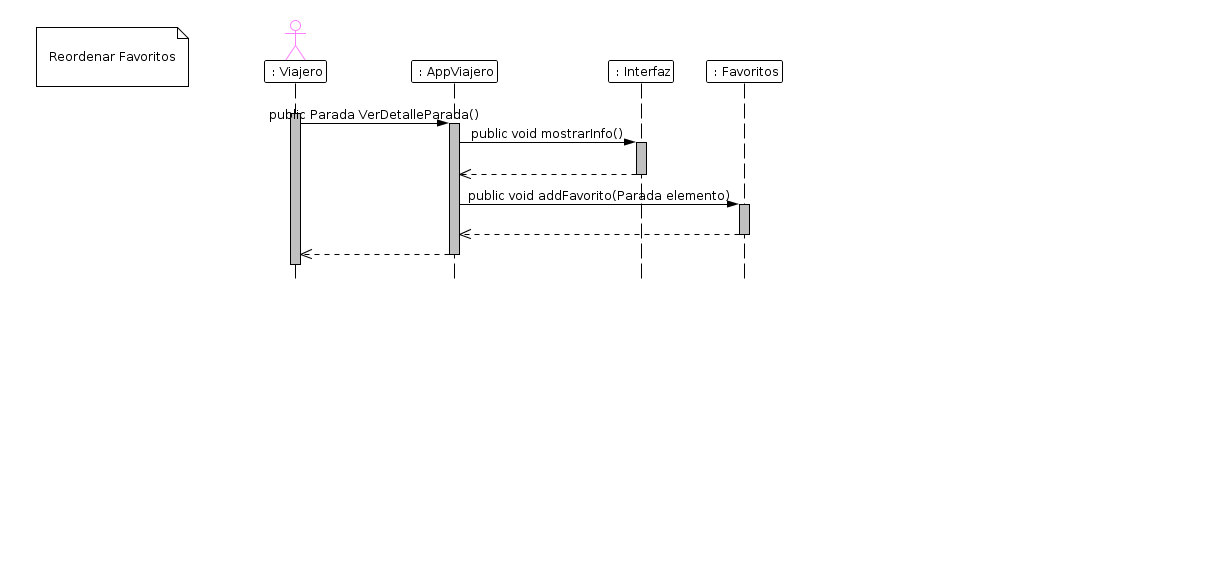 Reordenar Favoritos
: Viajero
: AppViajero
: Interfaz
: Favoritos
public Parada VerDetalleParada()
public void mostrarInfo()
public void addFavorito(Parada elemento)